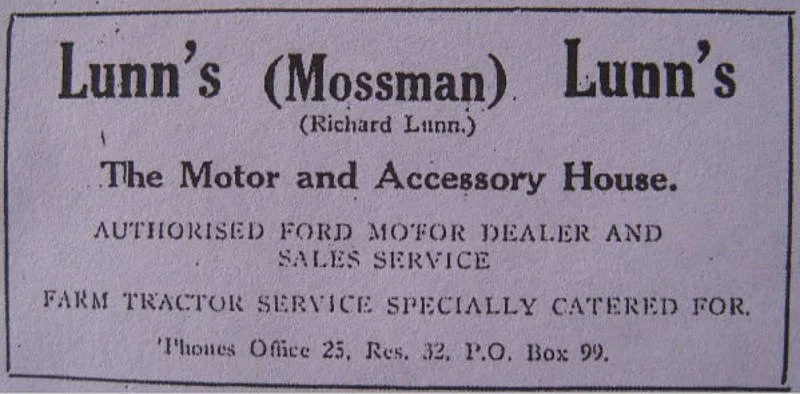 Lunn's (Mossman) Lunn's
(Richard Lunn.)
The Motor and Accessory House.
AUTHORISED FORD MOTOR DEALER AND
SALES SERVICE
FARM TRACTOR SERVICE SPECIALLY CATERED FOR.
'Phones Office 25, Res. 32, P.O. Box 99.